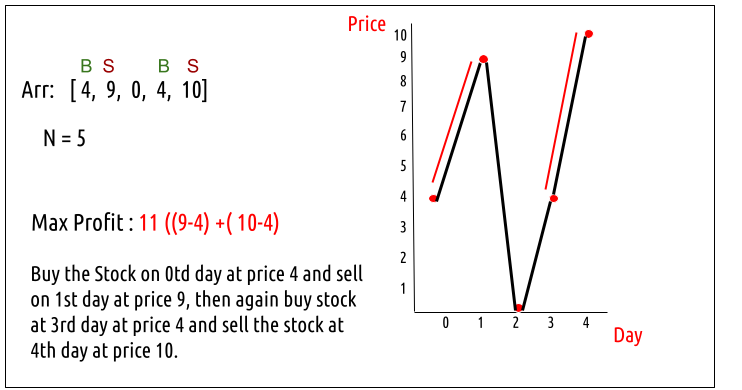 B S B S
Arr: [ 4, 9, 0, 4, 10]
N = 5
Max Profit : 11 ((9-4) +( 10-4)
Buy the Stock on 0td day at price 4 and sell
on 1st day at price 9, then again buy stock
at 3rd day at price 4 and sell the stock at
4th day at price 10.
Price
10
9
8
7
6
5
4
3
2
1
0 1 2 3 4
Day